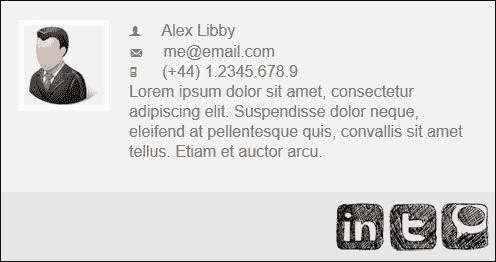 Alex Libby
me@email.com
(+44) 1.2345.678.9
Lorem ipsum dolor sit amet, consectetur
adipiscing elit. Suspendisse dolor neque,
eleifend at pellentesque quis, convallis sit amet
tellus. Etiam et auctor arcu.
in t